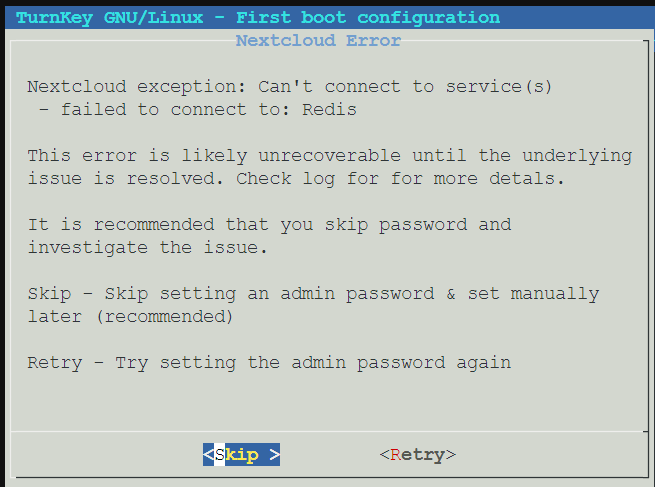 TurnKey GNU/Linux - First boot configuration
Nextcloud Error
Nextcloud exception: Can't connect to service(s)
- failed to connect to: Redis
This error is likely unrecoverable until the underlying
issue is resolved. Check log for for more detals.
It is recommended that you skip password and
investigate the issue.
Skip - Skip setting an admin password & set manually
later (recommended)
Retry - Try setting the admin password again
<Skip > <Retry>